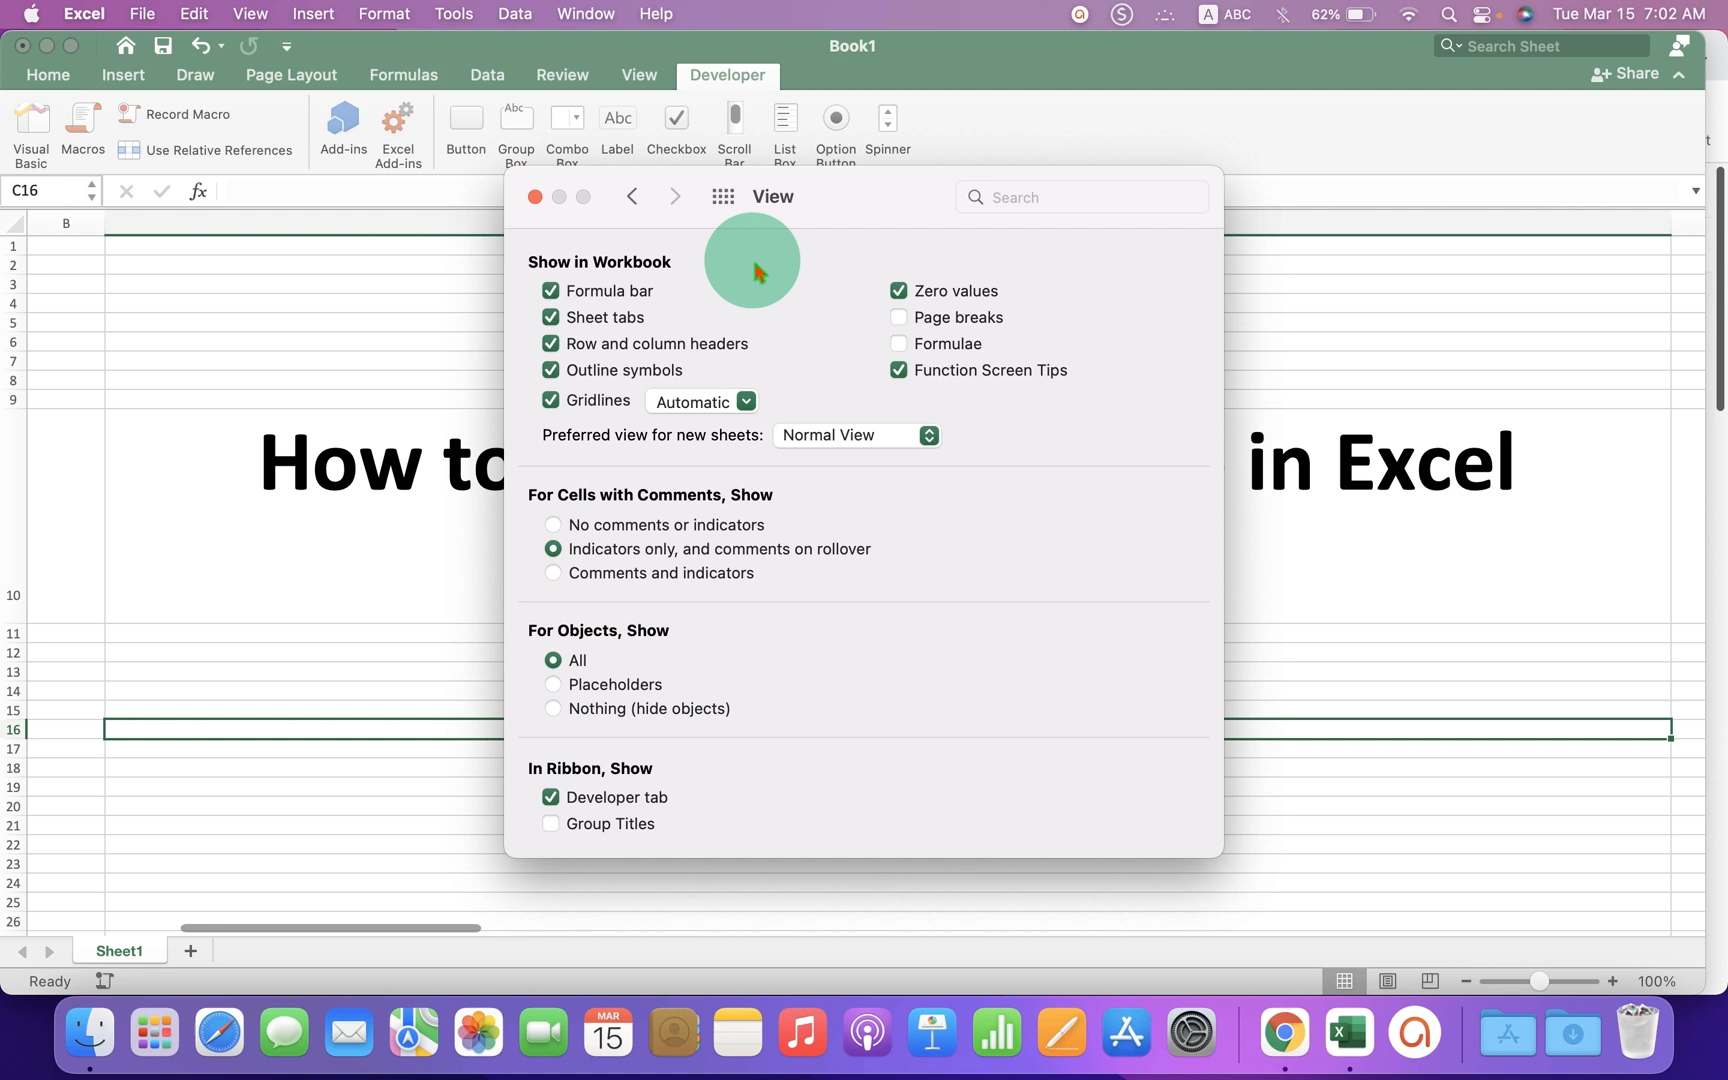 Excel File Edit View Insert Format Tools Data Window Help A ABC 62% Tue Mar 15 7:02 AM
Book1
Search Sheet
Home Insert Draw Page Layout Formulas Data Review View Developer
Share
Visual Basic
Macros
Record Macro
Use Relative References
Add-ins
Excel Add-ins
Button
Group Box
Combo Box
Label
Checkbox
Scroll Bar
List Box
Option Button
Spinner
Abc
Abc
C16
fx
View
Search
B
Show in Workbook
Formula bar
Sheet tabs
Row and column headers
Outline symbols
Gridlines Automatic
Zero values
Page breaks
Formulae
Function Screen Tips
Preferred view for new sheets: Normal View
For Cells with Comments, Show
No comments or indicators
Indicators only, and comments on rollover
Comments and indicators
For Objects, Show
All
Placeholders
Nothing (hide objects)
In Ribbon, Show
Developer tab
Group Titles
How to
in Excel
1
2
3
4
5
6
7
8
9
10
11
12
13
14
15
16
17
18
19
20
21
22
23
24
25
26
Sheet1
Ready
100%
MAR
15